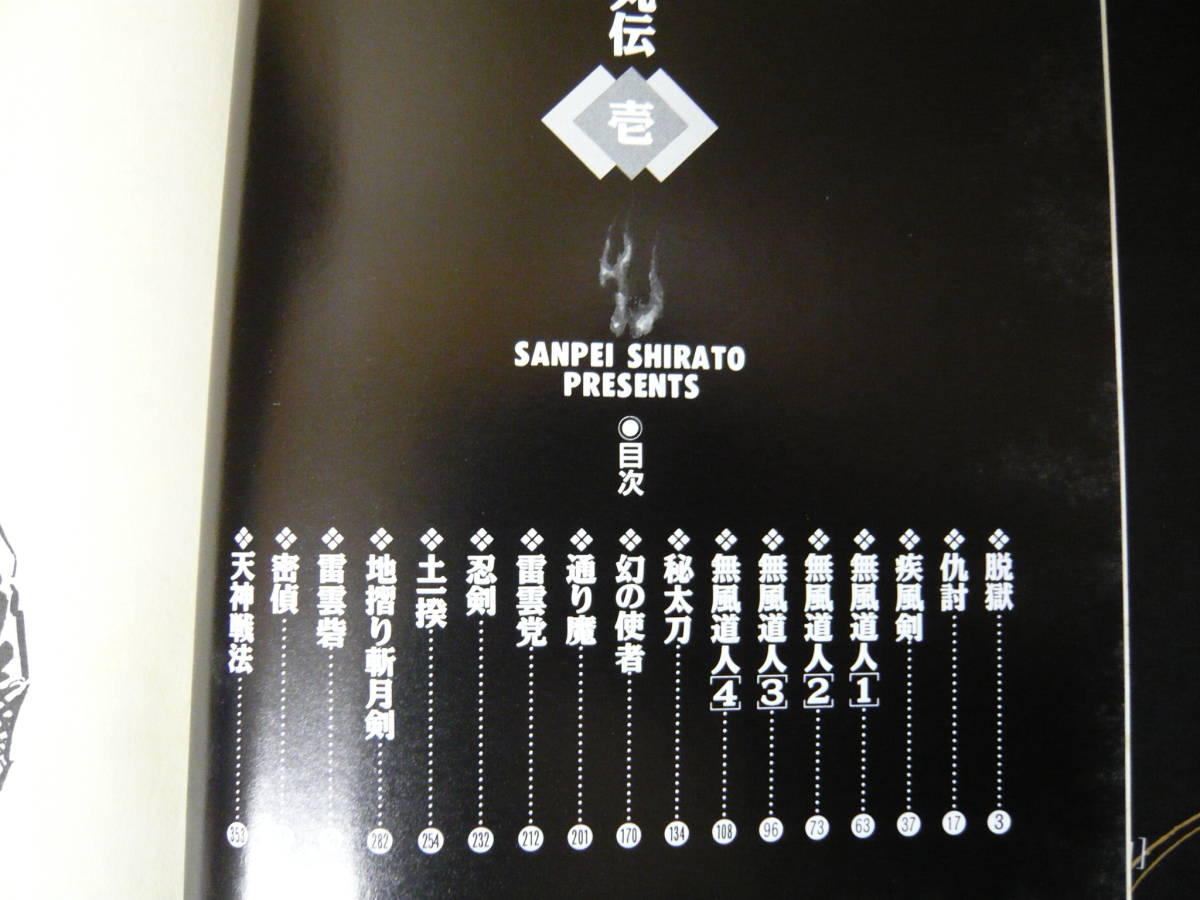 伝
壱
SANPEI SHIRATO
PRESENTS
◉目次
❖脱獄……3
❖仇討……17
❖疾風剣……37
❖無風道人[1]……63
❖無風道人[2]……73
❖無風道人[3]……96
❖無風道人[4]……108
❖秘太刀……134
❖幻の使者……170
❖通り魔……201
❖雷雲党……212
❖忍剣……232
❖土一揆……254
❖地摺り斬月剣……282
❖雷雲砦……
❖密偵……
❖天神戦法……353